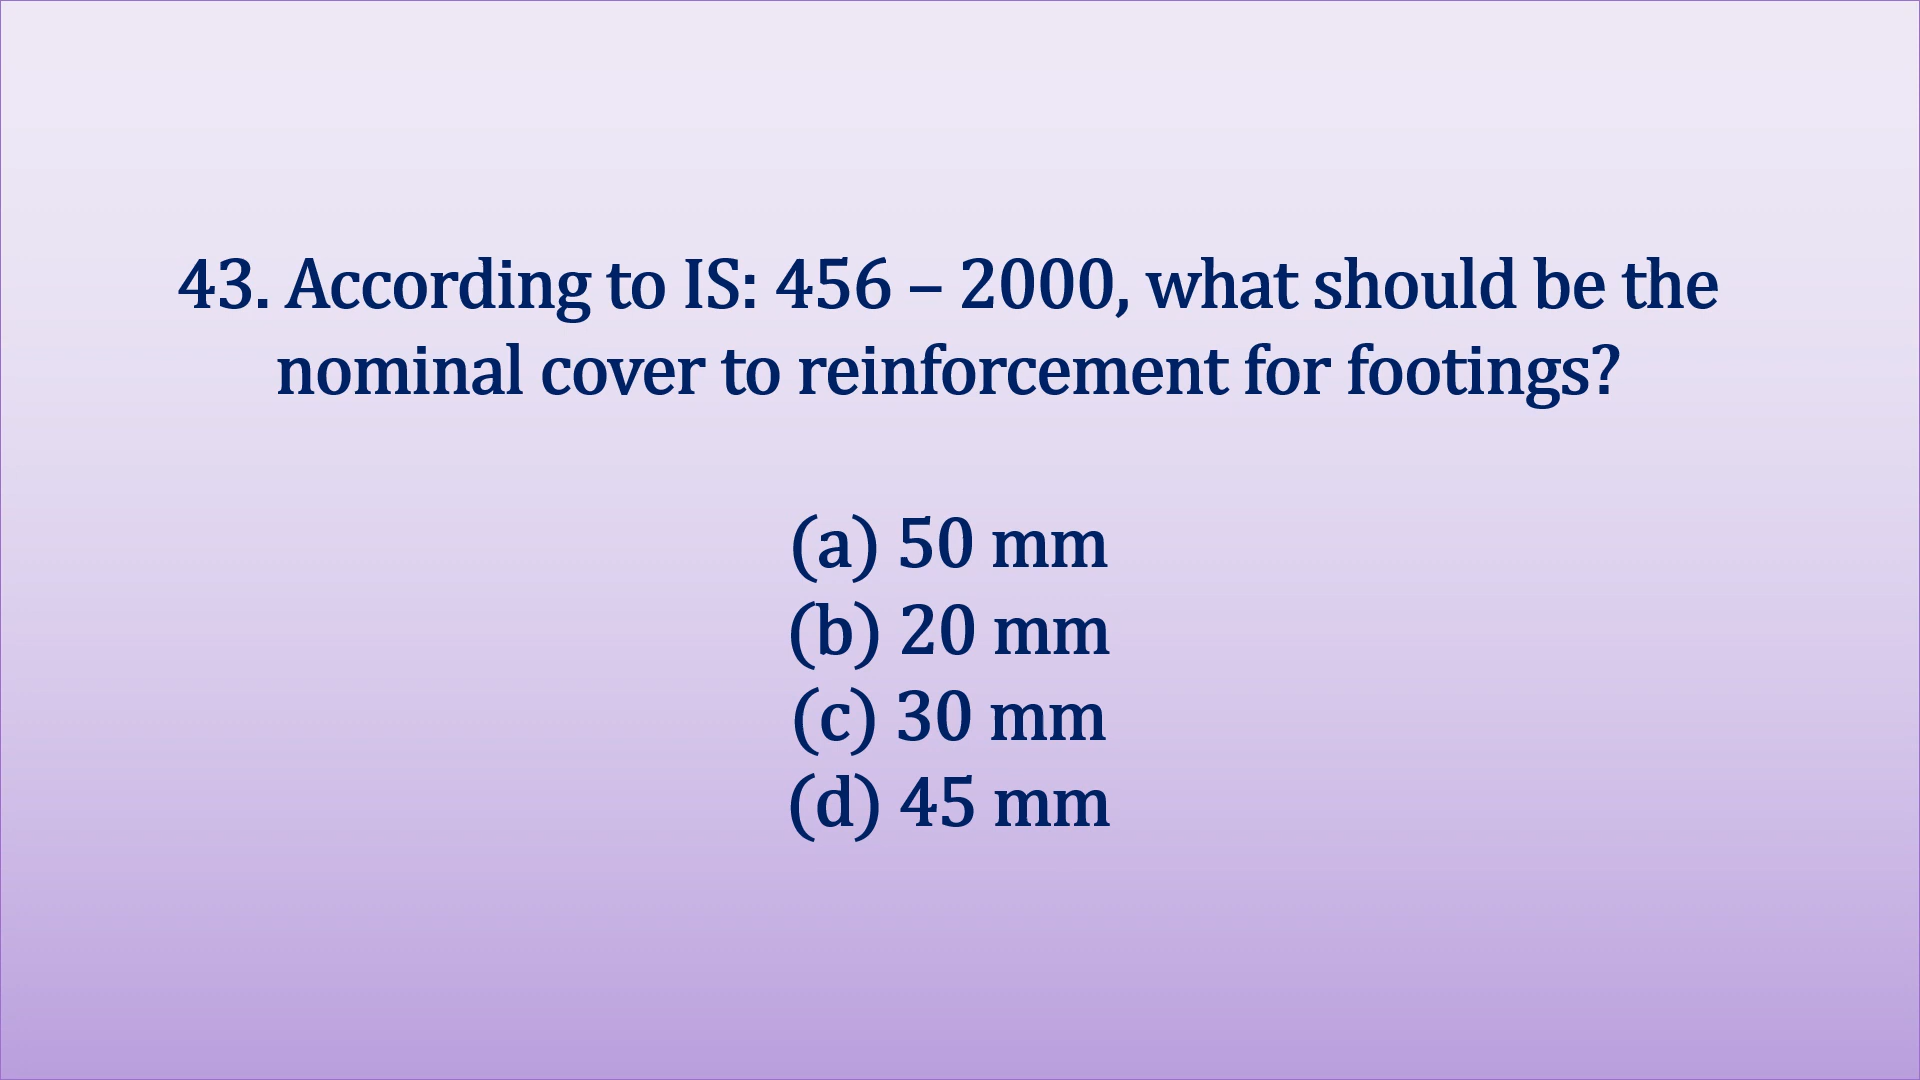 43. According to IS: 456 – 2000, what should be the
nominal cover to reinforcement for footings?
(a) 50 mm
(b) 20 mm
(c) 30 mm
(d) 45 mm